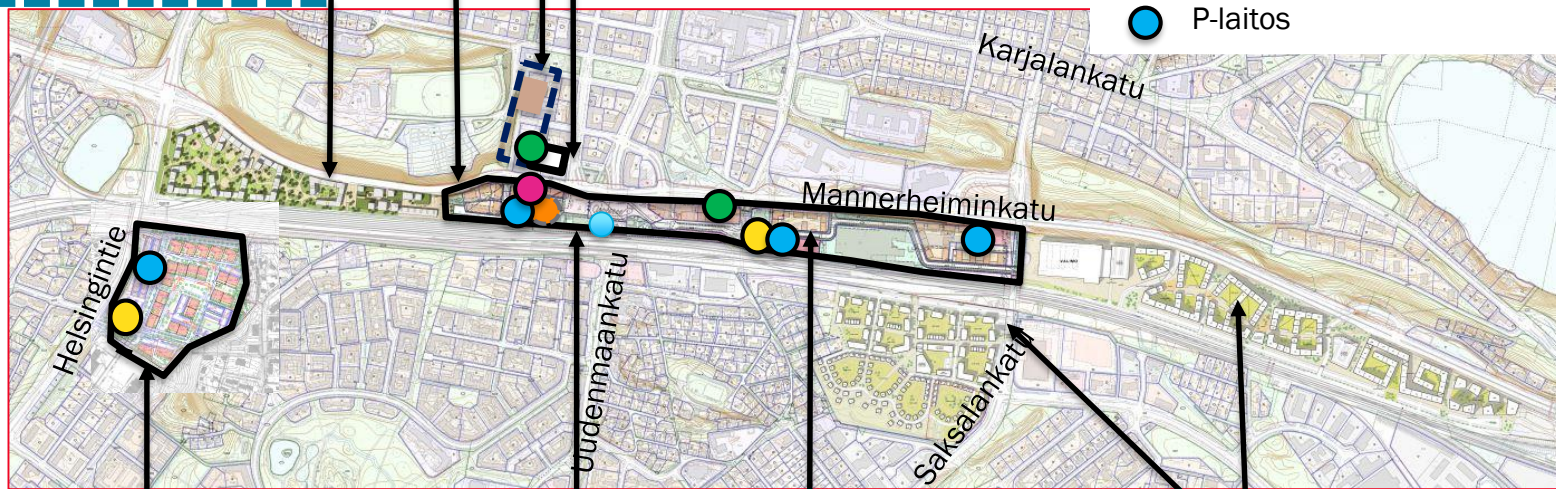 P-laitos
Karjalankatu
Mannerheiminkatu
Helsingintie
Uudenmaankatu
Saksalankatu